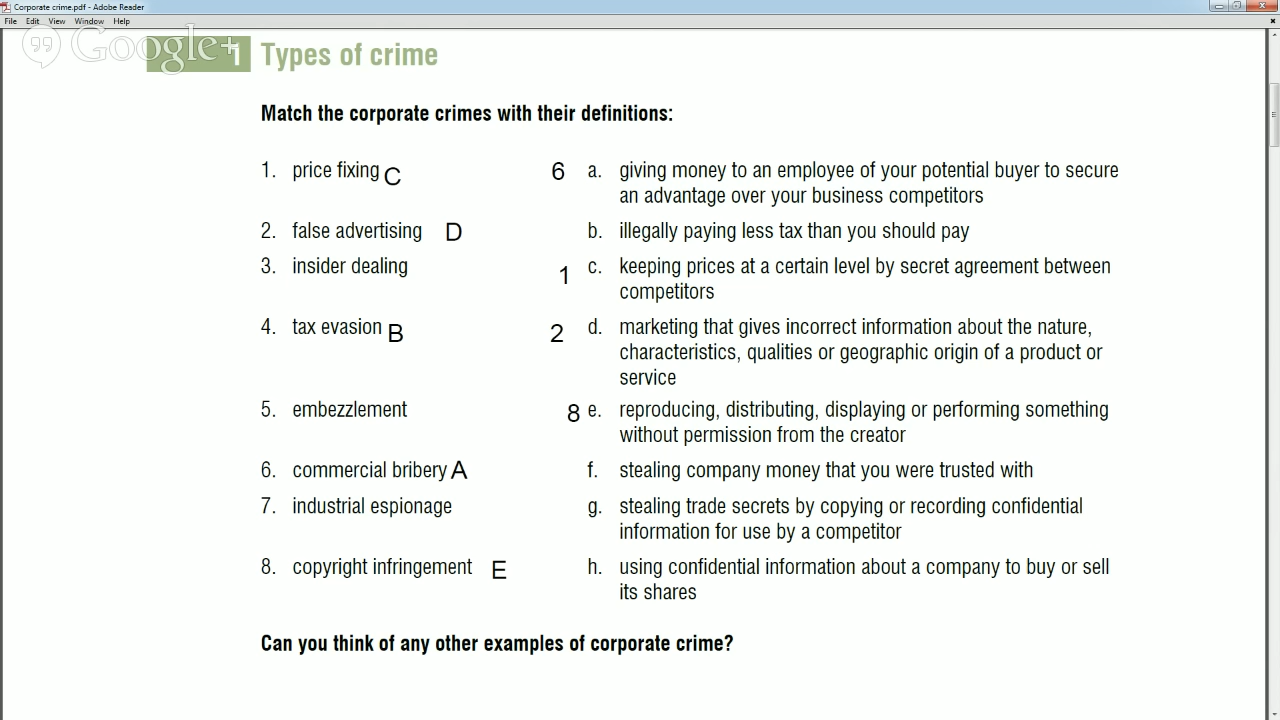 Corporate crime.pdf - Adobe Reader
File Edit View Window Help
Google+
1 Types of crime
Match the corporate crimes with their definitions:
1. price fixing C 6 a. giving money to an employee of your potential buyer to secure
an advantage over your business competitors
2. false advertising D b. illegally paying less tax than you should pay
3. insider dealing 1 c. keeping prices at a certain level by secret agreement between
competitors
4. tax evasion B 2 d. marketing that gives incorrect information about the nature,
characteristics, qualities or geographic origin of a product or
service
5. embezzlement 8 e. reproducing, distributing, displaying or performing something
without permission from the creator
6. commercial bribery A f. stealing company money that you were trusted with
7. industrial espionage g. stealing trade secrets by copying or recording confidential
information for use by a competitor
8. copyright infringement E h. using confidential information about a company to buy or sell
its shares
Can you think of any other examples of corporate crime?